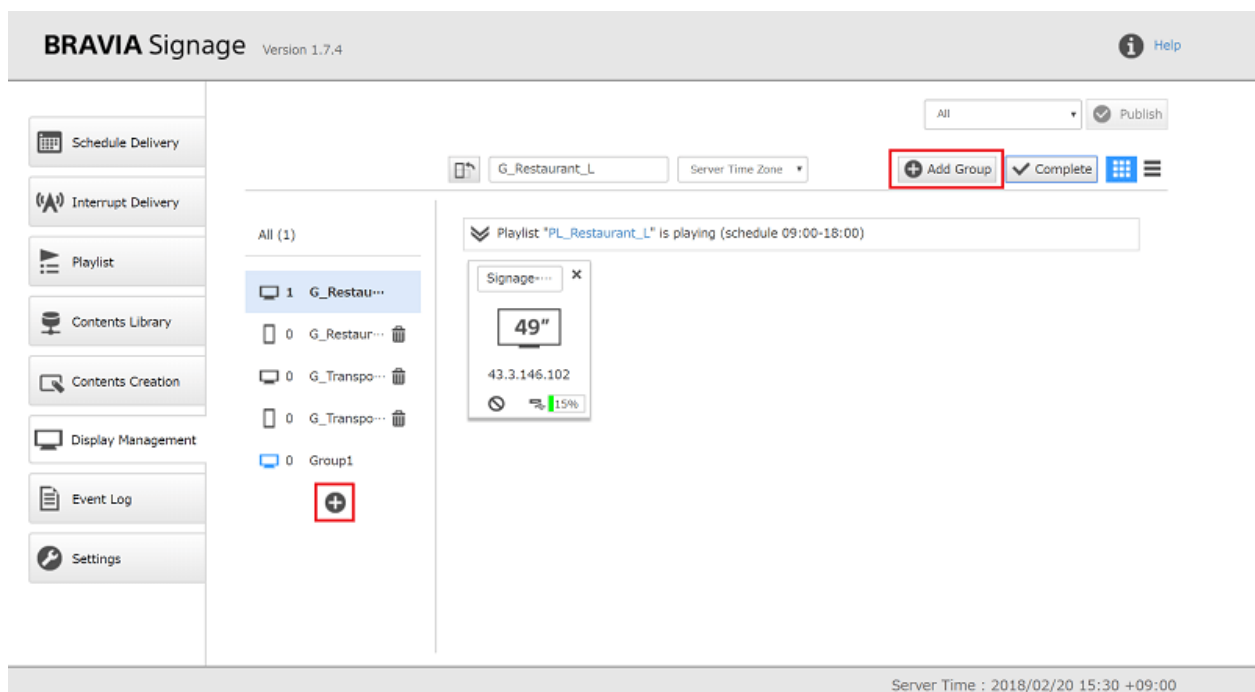 BRAVIA Signage Version 1.7.4
Help
All
Publish
Schedule Delivery
G_Restaurant_L
Server Time Zone
Add Group
Complete
Interrupt Delivery
All (1)
Playlist "PL_Restaurant_L" is playing (schedule 09:00-18:00)
Playlist
Signage-···
1 G_Restau···
Contents Library
49"
0 G_Restaur···
Contents Creation
43.3.146.102
0 G_Transpo···
15%
0 G_Transpo···
Display Management
0 Group1
Event Log
Settings
Server Time : 2018/02/20 15:30 +09:00